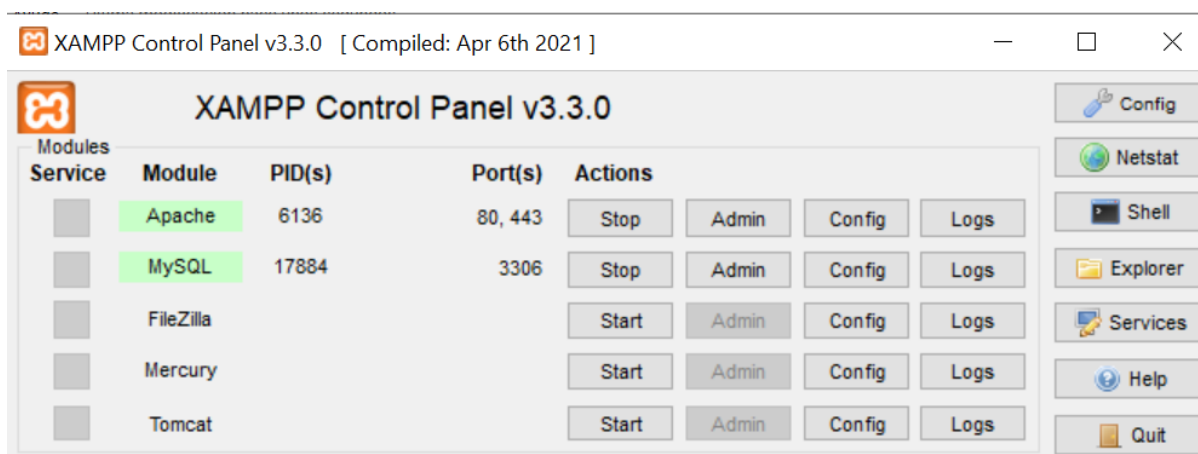 XAMPP Control Panel v3.3.0 [ Compiled: Apr 6th 2021 ]
XAMPP Control Panel v3.3.0
Config
Modules
Netstat
Service Module PID(s) Port(s) Actions
Apache 6136 80, 443 Stop Admin Config Logs
Shell
MySQL 17884 3306 Stop Admin Config Logs
Explorer
FileZilla Start Admin Config Logs
Services
Mercury Start Admin Config Logs
Help
Tomcat Start Admin Config Logs
Quit